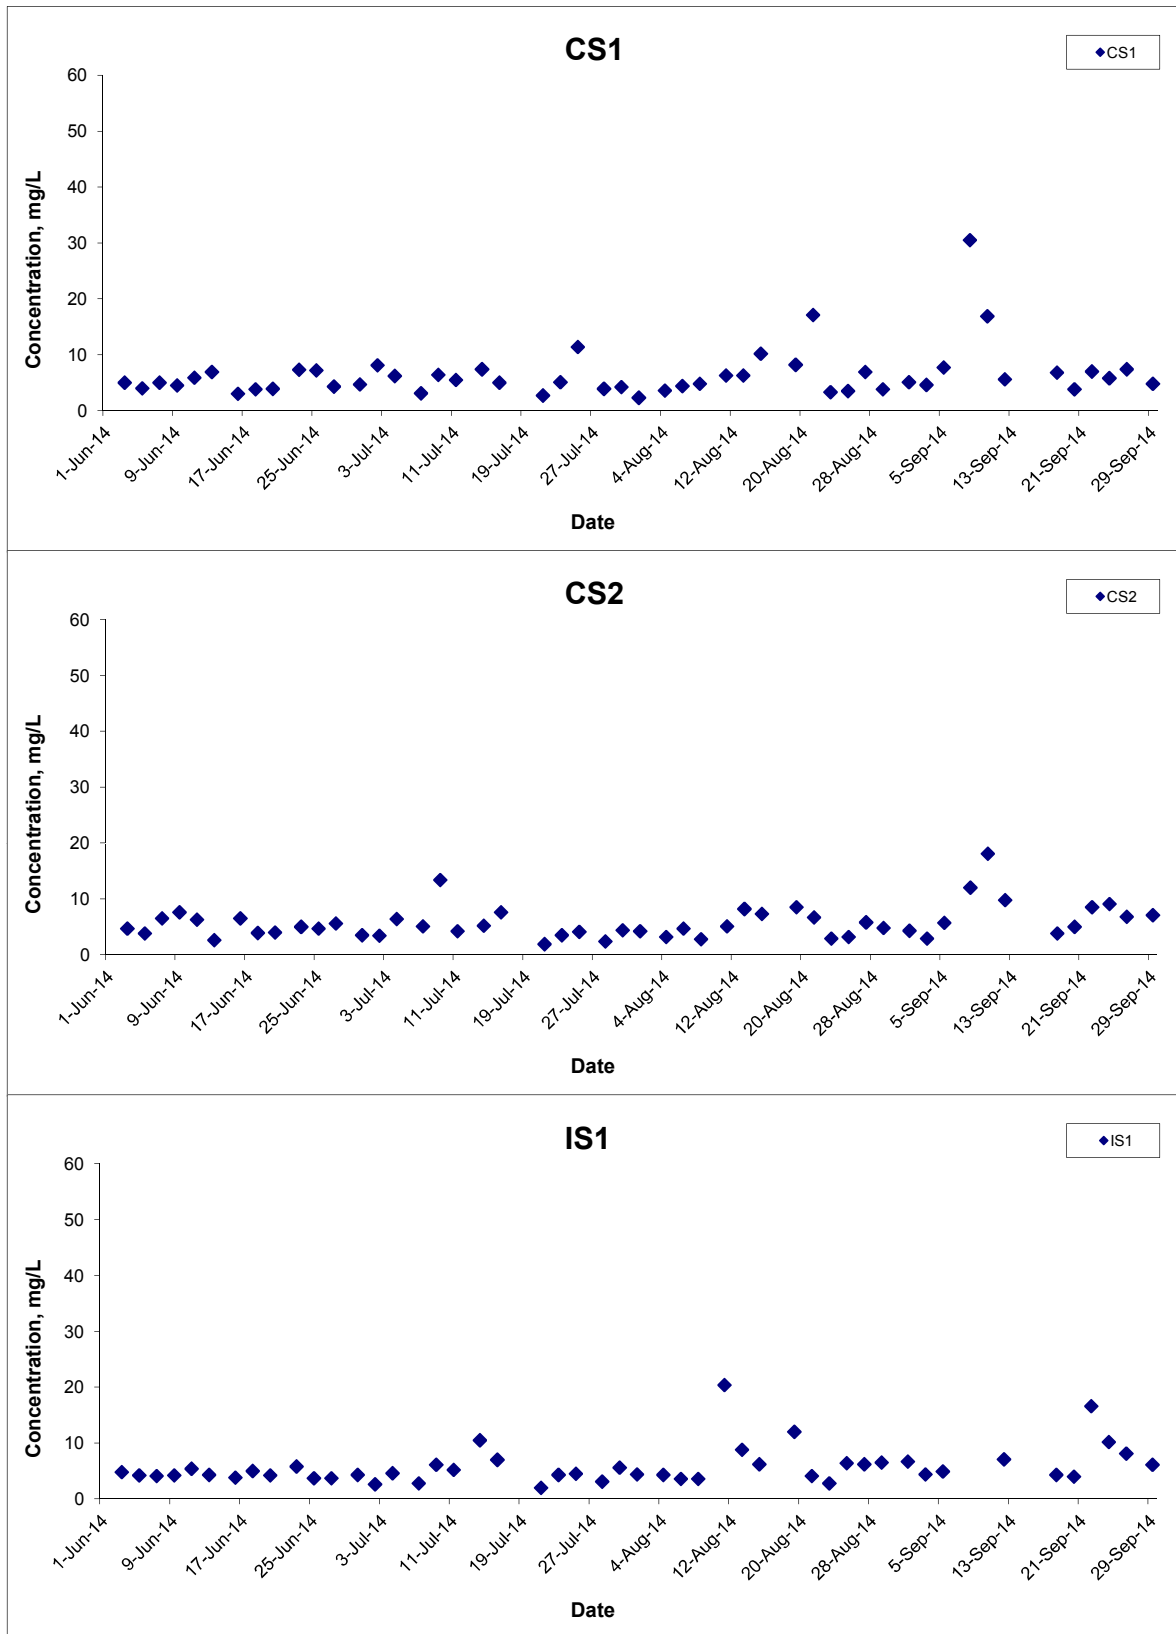 CS1
CS1
Concentration, mg/L
60
50
40
30
20
10
0
1-Jun-14
9-Jun-14
17-Jun-14
25-Jun-14
3-Jul-14
11-Jul-14
19-Jul-14
27-Jul-14
4-Aug-14
12-Aug-14
20-Aug-14
28-Aug-14
5-Sep-14
13-Sep-14
21-Sep-14
29-Sep-14
Date
CS2
CS2
Concentration, mg/L
60
50
40
30
20
10
0
1-Jun-14
9-Jun-14
17-Jun-14
25-Jun-14
3-Jul-14
11-Jul-14
19-Jul-14
27-Jul-14
4-Aug-14
12-Aug-14
20-Aug-14
28-Aug-14
5-Sep-14
13-Sep-14
21-Sep-14
29-Sep-14
Date
IS1
IS1
Concentration, mg/L
60
50
40
30
20
10
0
1-Jun-14
9-Jun-14
17-Jun-14
25-Jun-14
3-Jul-14
11-Jul-14
19-Jul-14
27-Jul-14
4-Aug-14
12-Aug-14
20-Aug-14
28-Aug-14
5-Sep-14
13-Sep-14
21-Sep-14
29-Sep-14
Date